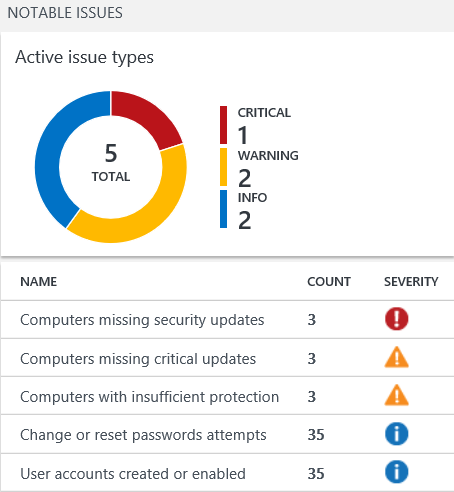 NOTABLE ISSUES
Active issue types
5
TOTAL
CRITICAL
1
WARNING
2
INFO
2
NAME COUNT SEVERITY
Computers missing security updates 3
Computers missing critical updates 3
Computers with insufficient protection 3
Change or reset passwords attempts 35
User accounts created or enabled 35